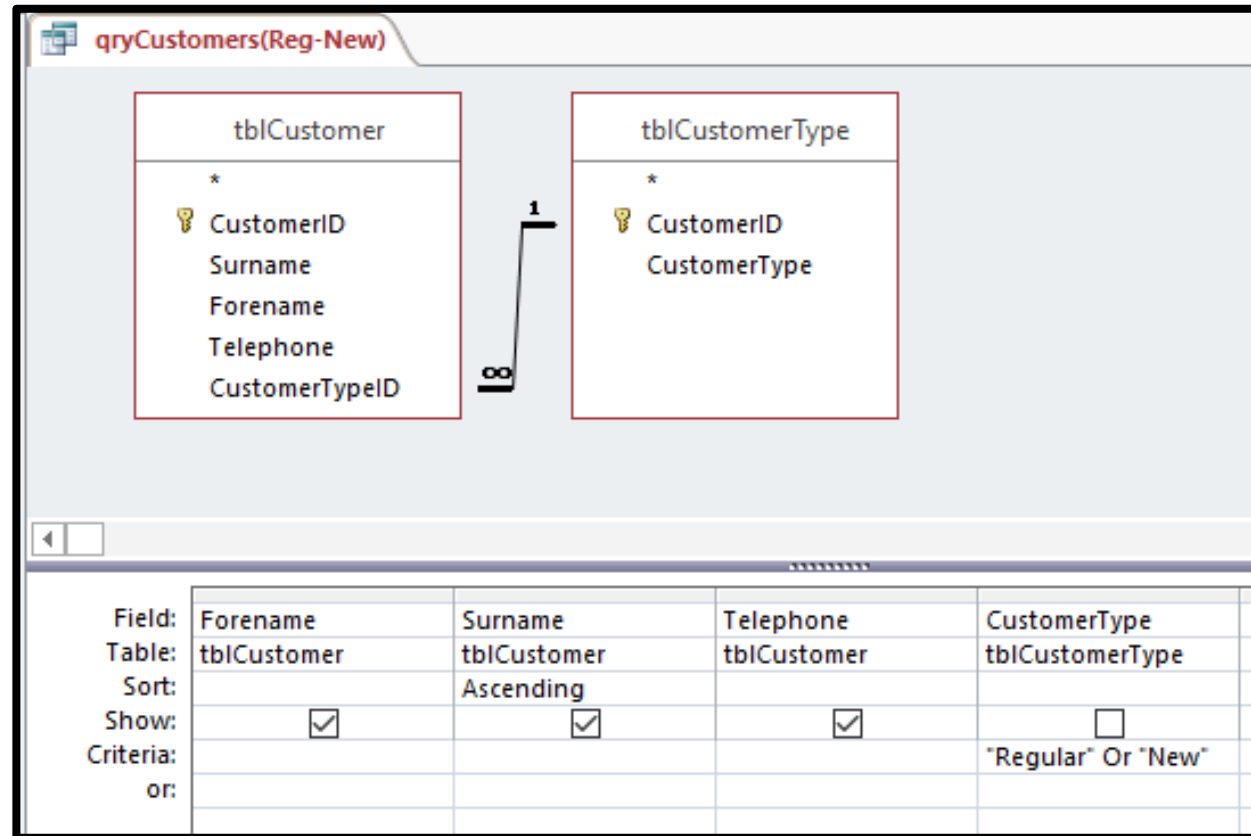 qryCustomers(Reg-New)
tblCustomer
*
CustomerID
Surname
Forename
Telephone
CustomerTypeID
1
∞
tblCustomerType
*
CustomerID
CustomerType
Field: Forename Surname Telephone CustomerType
Table: tblCustomer tblCustomer tblCustomer tblCustomerType
Sort: Ascending
Show:
Criteria: "Regular" Or "New"
or: